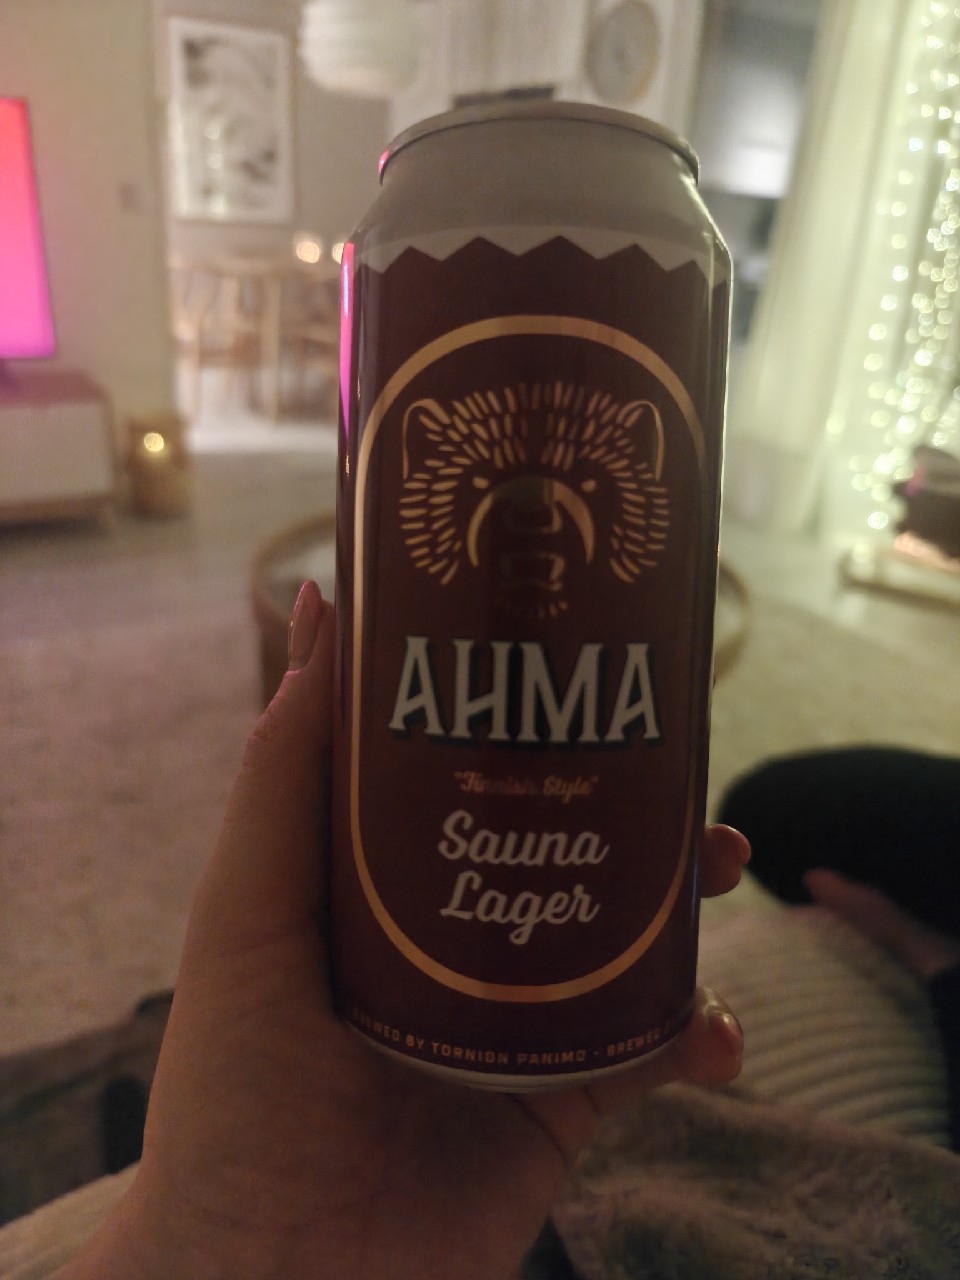 AHMA
"Finnish Style"
Sauna
Lager
BREWED BY TORNION PANIMO - BREWED